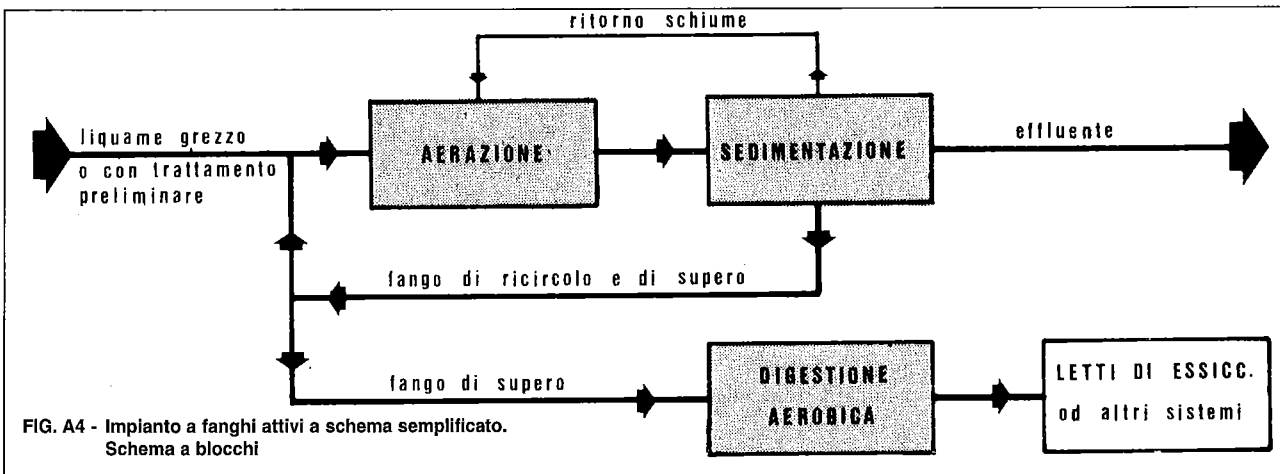 ritorno schiume
liquame grezzo
o con trattamento
preliminare
AERAZIONE
SEDIMENTAZIONE
effluente
fango di ricircolo e di supero
fango di supero
DIGESTIONE
AEROBICA
LETTI DI ESSICC.
od altri sistemi
FIG. A4 - Impianto a fanghi attivi a schema semplificato.
Schema a blocchi